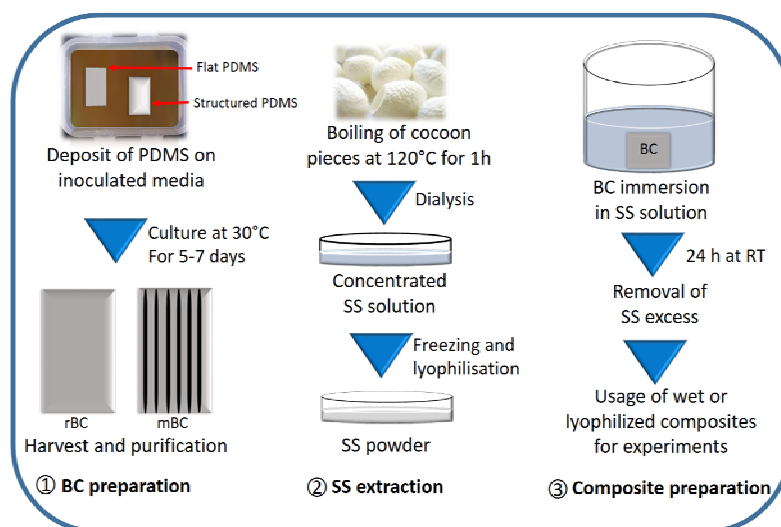 Flat PDMS
Structured PDMS
Deposit of PDMS on
inoculated media
Culture at 30°C
For 5-7 days
rBC
mBC
Harvest and purification
① BC preparation
Boiling of cocoon
pieces at 120°C for 1h
Dialysis
Concentrated
SS solution
Freezing and
lyophilisation
SS powder
② SS extraction
BC
BC immersion
in SS solution
24 h at RT
Removal of
SS excess
Usage of wet or
lyophilized composites
for experiments
③ Composite preparation